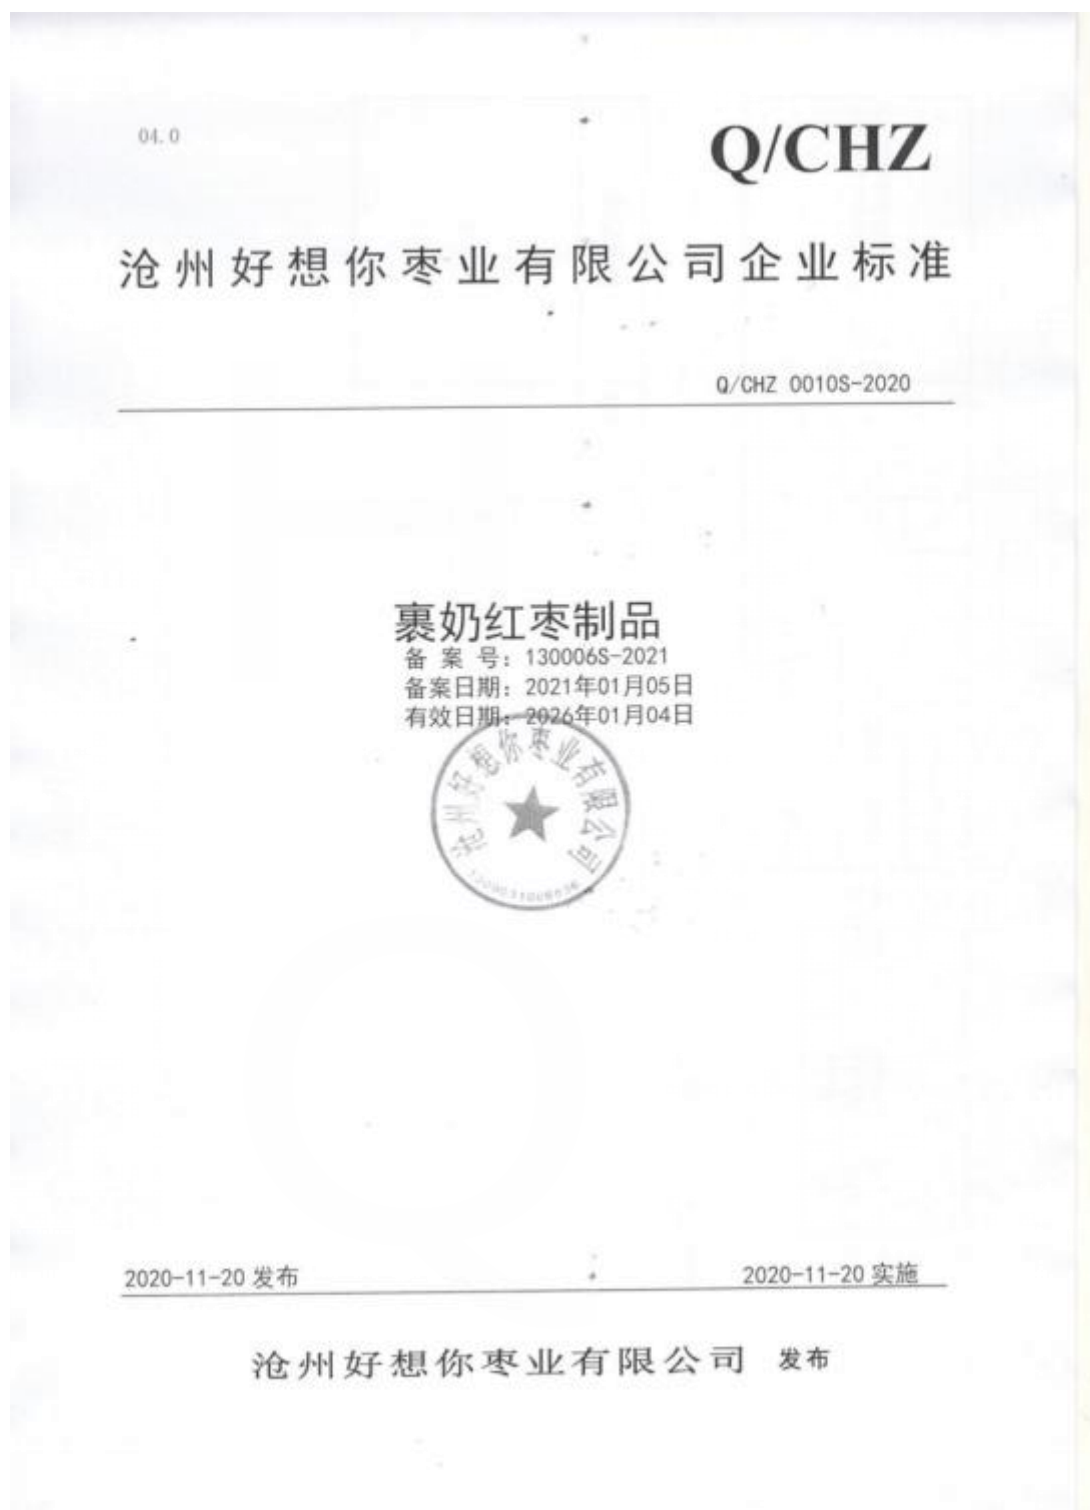 04.0
Q/CHZ
沧州好想你枣业有限公司企业标准
Q/CHZ 0010S-2020
裹奶红枣制品
备 案 号：130006S-2021
备案日期：2021年01月05日
有效日期：2026年01月04日
沧州好想你枣业有限公司
2020-11-20 发布
2020-11-20 实施
沧州好想你枣业有限公司 发布